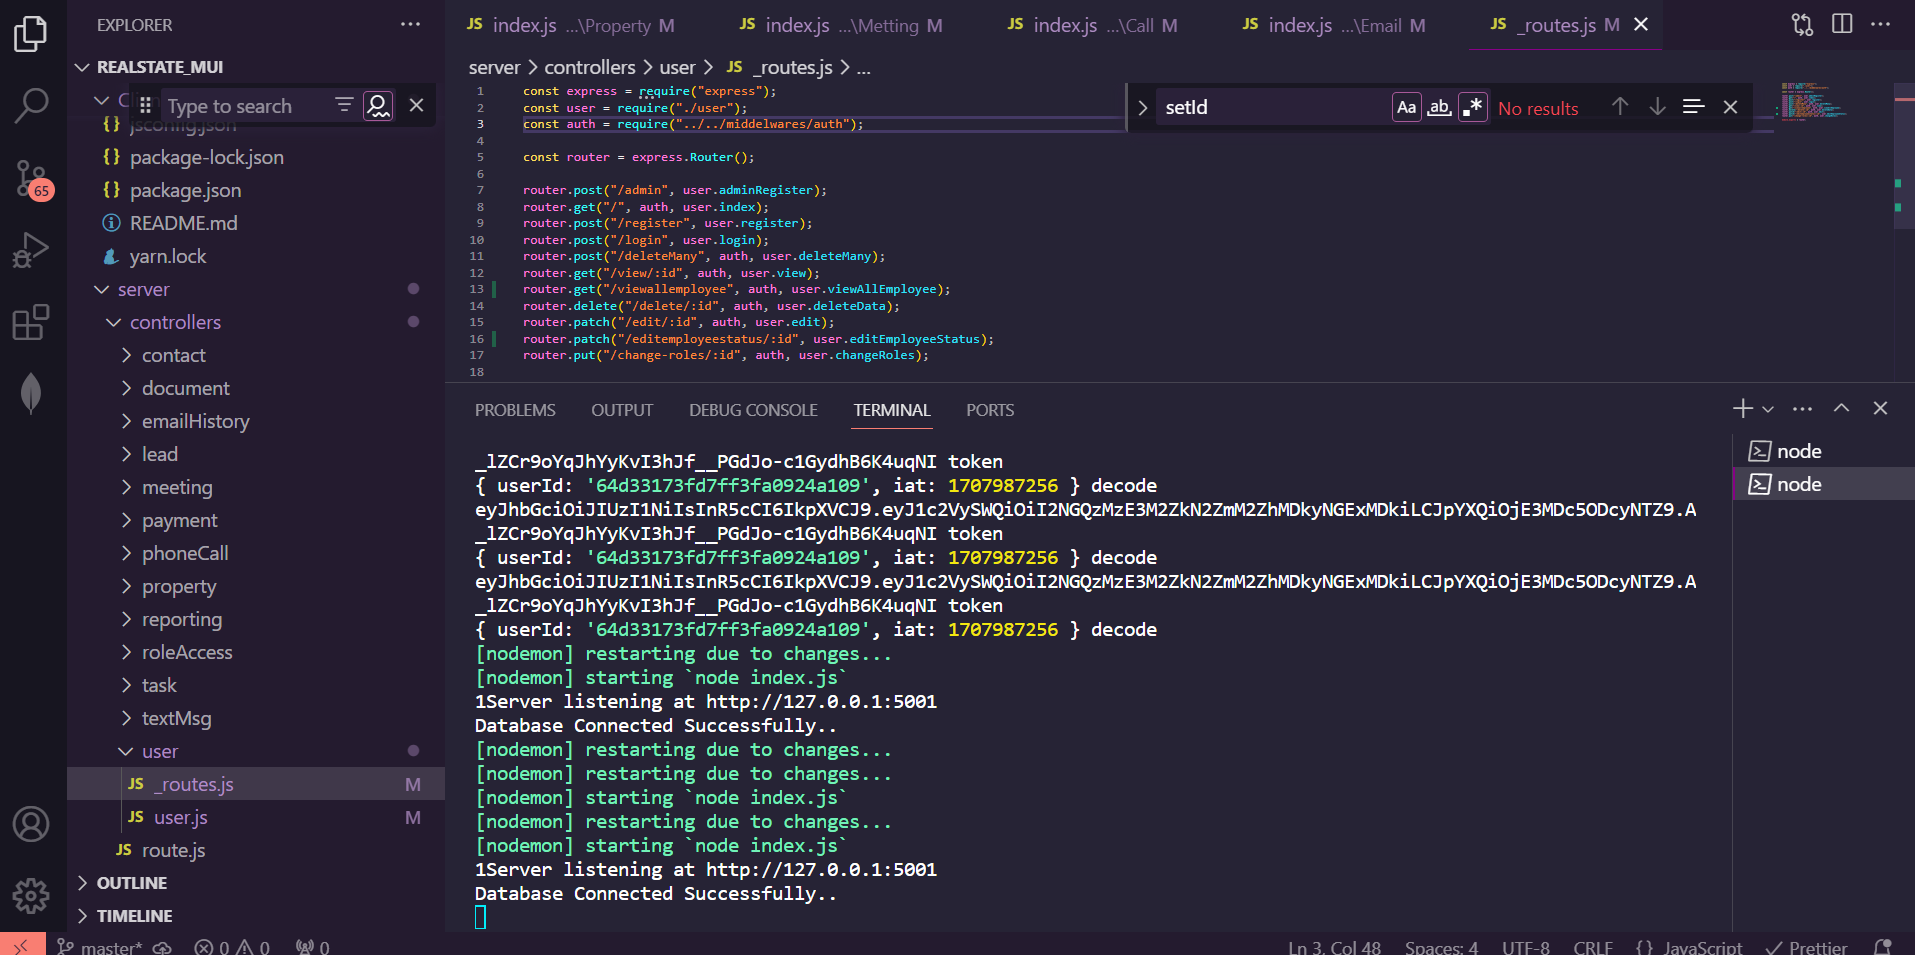 EXPLORER
REALSTATE_MUI
Type to search
jsconfig.json
package-lock.json
package.json
README.md
yarn.lock
server
controllers
contact
document
emailHistory
lead
meeting
payment
phoneCall
property
reporting
roleAccess
task
textMsg
user
JS _routes.js M
JS user.js M
JS route.js
OUTLINE
TIMELINE
65
JS index.js ...\Property M
JS index.js ...\Metting M
JS index.js ...\Call M
JS index.js ...\Email M
JS _routes.js M
server > controllers > user > JS _routes.js > ...
setId Aa ab No results
1 const express = require("express");
2 const user = require("./user");
3 const auth = require("../../middelwares/auth");
4
5 const router = express.Router();
6
7 router.post("/admin", user.adminRegister);
8 router.get("/", auth, user.index);
9 router.post("/register", user.register);
10 router.post("/login", user.login);
11 router.post("/deleteMany", auth, user.deleteMany);
12 router.get("/view/:id", auth, user.view);
13 router.get("/viewallemployee", auth, user.viewAllEmployee);
14 router.delete("/delete/:id", auth, user.deleteData);
15 router.patch("/edit/:id", auth, user.edit);
16 router.patch("/editemployeestatus/:id", user.editEmployeeStatus);
17 router.put("/change-roles/:id", auth, user.changeRoles);
18
PROBLEMS OUTPUT DEBUG CONSOLE TERMINAL PORTS
_lZCr9oYqJhYyKvI3hJf__PGdJo-c1GydhB6K4uqNI token
{ userId: '64d33173fd7ff3fa0924a109', iat: 1707987256 } decode
eyJhbGciOiJIUzI1NiIsInR5cCI6IkpXVCJ9.eyJ1c2VySWQiOiI2NGQzMzE3M2ZkN2ZmM2ZhMDkyNGExMDkiLCJpYXQiOjE3MDc5ODcyNTZ9.A
_lZCr9oYqJhYyKvI3hJf__PGdJo-c1GydhB6K4uqNI token
{ userId: '64d33173fd7ff3fa0924a109', iat: 1707987256 } decode
eyJhbGciOiJIUzI1NiIsInR5cCI6IkpXVCJ9.eyJ1c2VySWQiOiI2NGQzMzE3M2ZkN2ZmM2ZhMDkyNGExMDkiLCJpYXQiOjE3MDc5ODcyNTZ9.A
_lZCr9oYqJhYyKvI3hJf__PGdJo-c1GydhB6K4uqNI token
{ userId: '64d33173fd7ff3fa0924a109', iat: 1707987256 } decode
[nodemon] restarting due to changes...
[nodemon] starting `node index.js`
1Server listening at http://127.0.0.1:5001
Database Connected Successfully..
[nodemon] restarting due to changes...
[nodemon] restarting due to changes...
[nodemon] starting `node index.js`
[nodemon] restarting due to changes...
[nodemon] starting `node index.js`
1Server listening at http://127.0.0.1:5001
Database Connected Successfully..
node
node
master* 0 0 0
Ln 3, Col 48 Spaces: 4 UTF-8 CRLF {} JavaScript Prettier